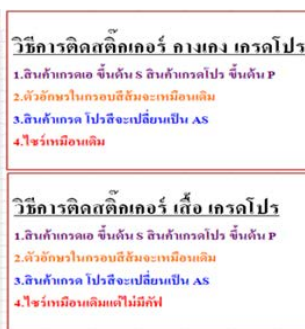 วิธีการติดสติ๊กเกอร์ กางเกง เกรดโปร
1.สินค้าเกรดเอ ขึ้นต้น S สินค้าเกรดโปร ขึ้นต้น P
2.ตัวอักษรในกรอบสีส้มจะเหมือนเดิม
3.สินค้าเกรด โปรสีจะเปลี่ยนเป็น AS
4.ไซร์เหมือนเดิม
วิธีการติดสติ๊กเกอร์ เสื้อ เกรดโปร
1.สินค้าเกรดเอ ขึ้นต้น S สินค้าเกรดโปร ขึ้นต้น P
2.ตัวอักษรในกรอบสีส้มจะเหมือนเดิม
3.สินค้าเกรด โปรสีจะเปลี่ยนเป็น AS
4.ไซร์เหมือนเดิมแต่ไม่มีคัฟ